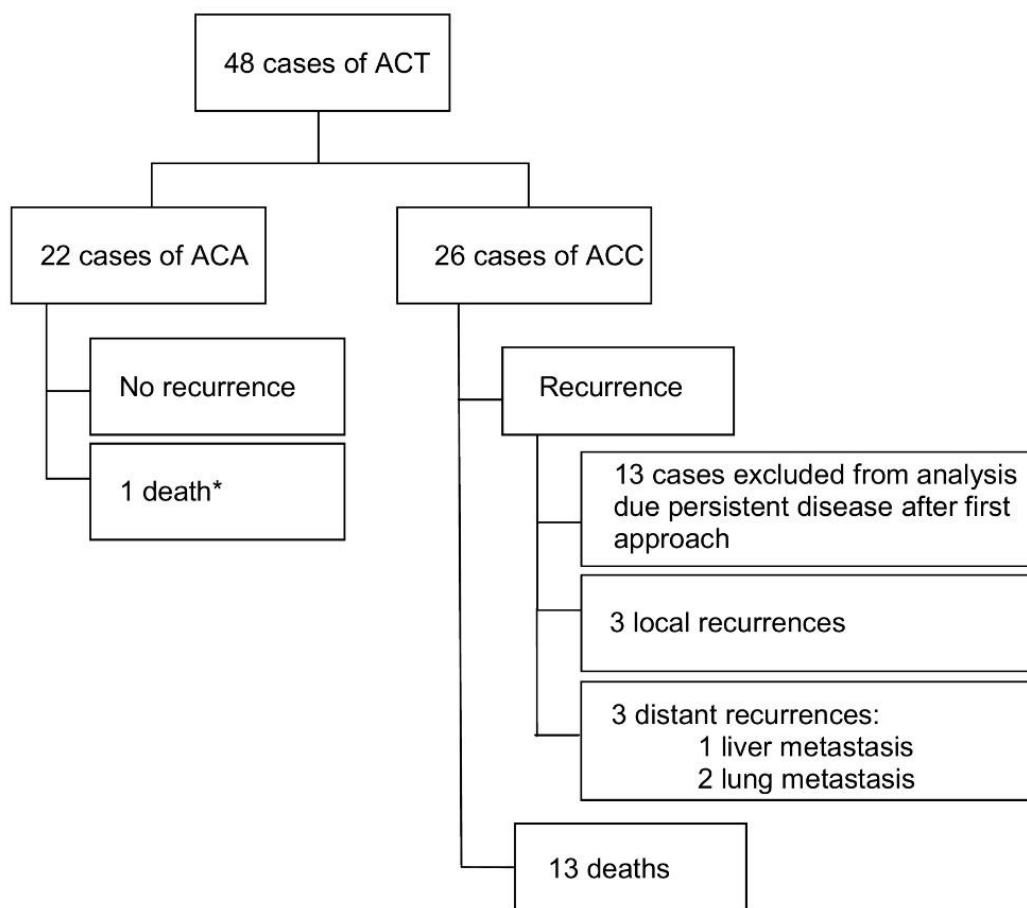 48 cases of ACT
22 cases of ACA
26 cases of ACC
No recurrence
1 death*
Recurrence
13 cases excluded from analysis
due persistent disease after first
approach
3 local recurrences
3 distant recurrences:
1 liver metastasis
2 lung metastasis
13 deaths